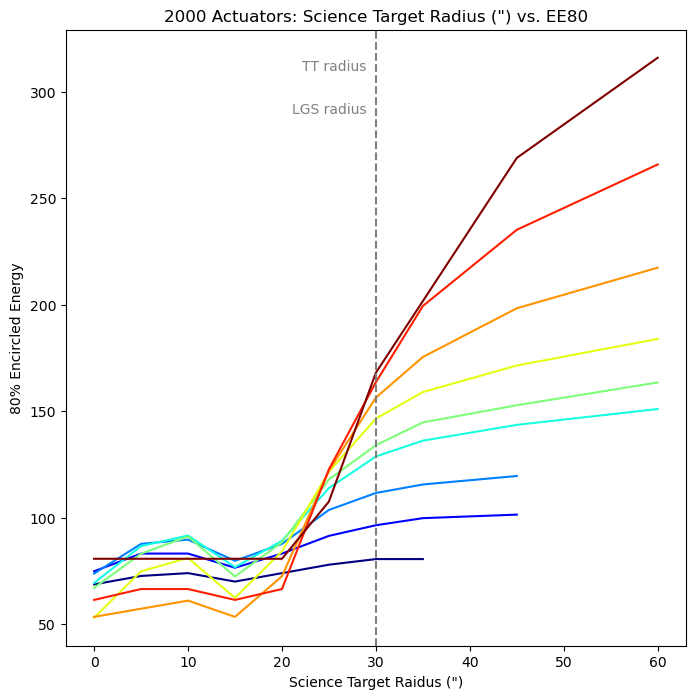 2000 Actuators: Science Target Radius (") vs. EE80
TT radius
LGS radius
300
250
200
150
100
50
80% Encircled Energy
0 10 20 30 40 50 60
Science Target Raidus (")